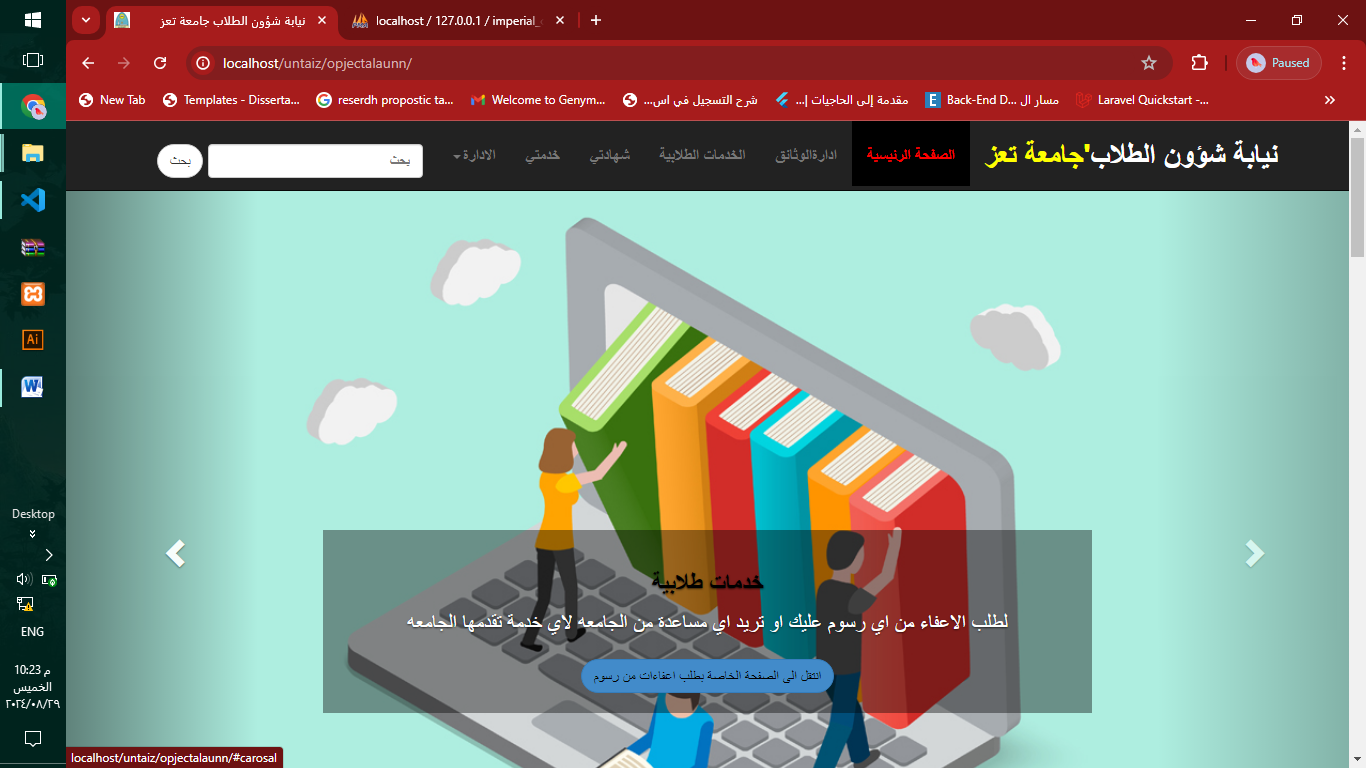 نيابة شؤون الطلاب جامعة تعز
localhost / 127.0.0.1 / imperial_c
localhost/untaiz/opjectalaunn/
Paused
New Tab
Templates - Disserta...
reserdh propostic ta...
Welcome to Genym...
شرح التسجيل في اس...
مقدمة إلى الحاجيات |...
Back-End D... مسار ال
Laravel Quickstart -...
نيابة شؤون الطلاب'جامعة تعز
الصفحة الرئيسية
ادارةالوثائق
الخدمات الطلابية
شهادتي
خدمتي
الادارة
بحث
بحث
خدمات طلابية
لطلب الاعفاء من اي رسوم عليك او تريد اي مساعدة من الجامعه لاي خدمة تقدمها الجامعه
انتقل الى الصفحة الخاصة بطلب اعفاءات من رسوم
Ai
W
Desktop
ENG
10:23 م
الخميس
٢٠٢٤/٠٨/٢٩
localhost/untaiz/opjectalaunn/#carosal